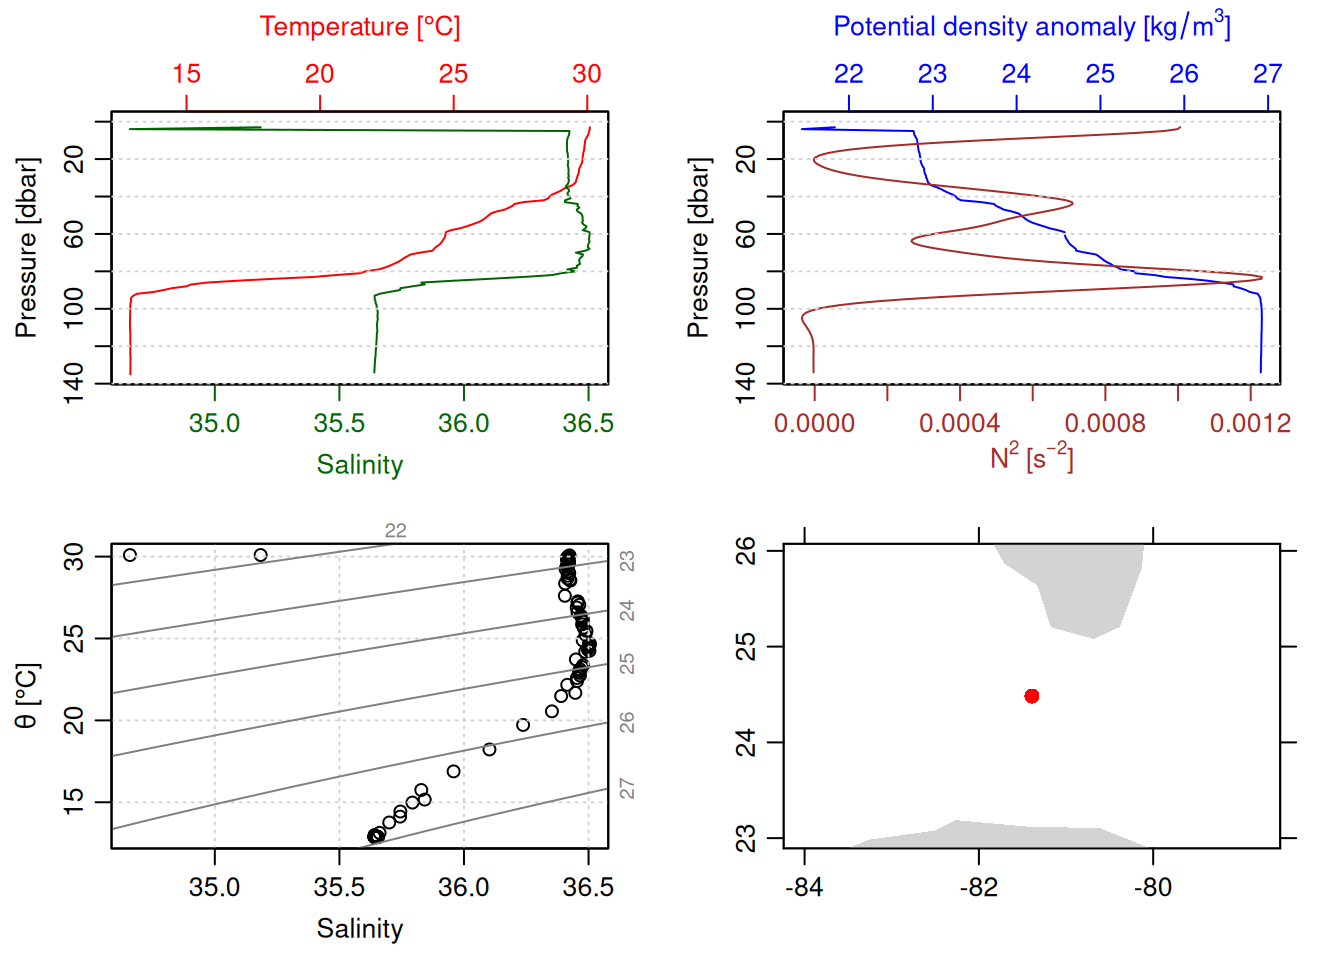 Temperature [°C]
15 20 25 30
Pressure [dbar]
20 60 100 140
35.0 35.5 36.0 36.5
Salinity
Potential density anomaly [kg/m³]
22 23 24 25 26 27
Pressure [dbar]
20 60 100 140
0.0000 0.0004 0.0008 0.0012
N² [s⁻²]
22
23
24
25
26
27
θ [°C]
15 20 25 30
35.0 35.5 36.0 36.5
Salinity
26
25
24
23
-84 -82 -80